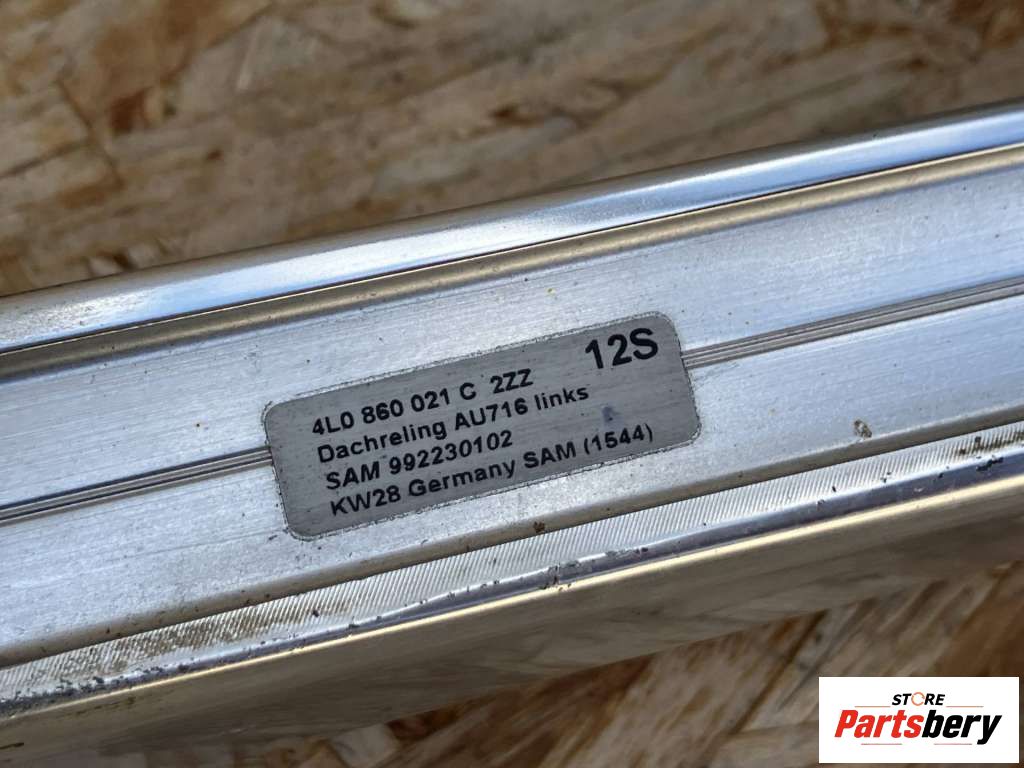 12S
4L0 860 021 C 2ZZ
Dachreling AU716 links
SAM 992230102
KW28 Germany SAM (1544)
STORE
Partsbery